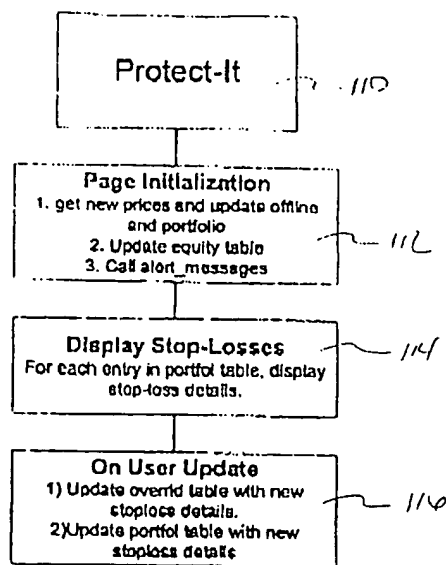 Protect-It
110
Page Initialization
1. get new prices and update offline
and portfolio
2. Update equity table
3. Call alert_messages
112
Display Stop-Losses
For each entry in portfol table, display
stop-loss details.
114
On User Update
1) Update overrid table with new
stoploss details.
2)Update portfol table with new
stoploss details
116